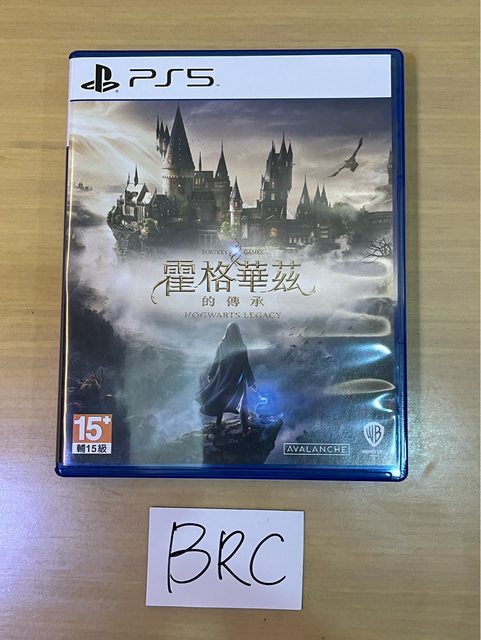 PS5
PORTKEY GAMES
霍格華茲
的傳承
HOGWARTS LEGACY
15+
輔15級
AVALANCHE
WB
BRC